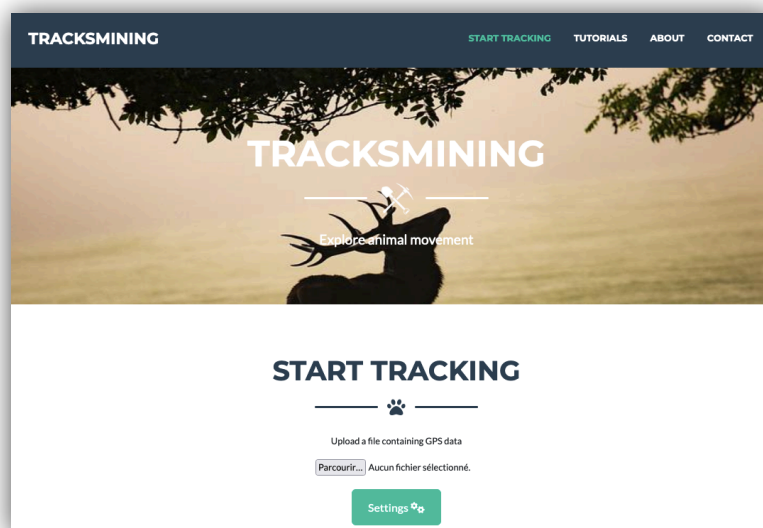 TRACKSMINING START TRACKING TUTORIALS ABOUT CONTACT
TRACKSMINING
Explore animal movement
START TRACKING
Upload a file containing GPS data
Parcourir... Aucun fichier sélectionné.
Settings